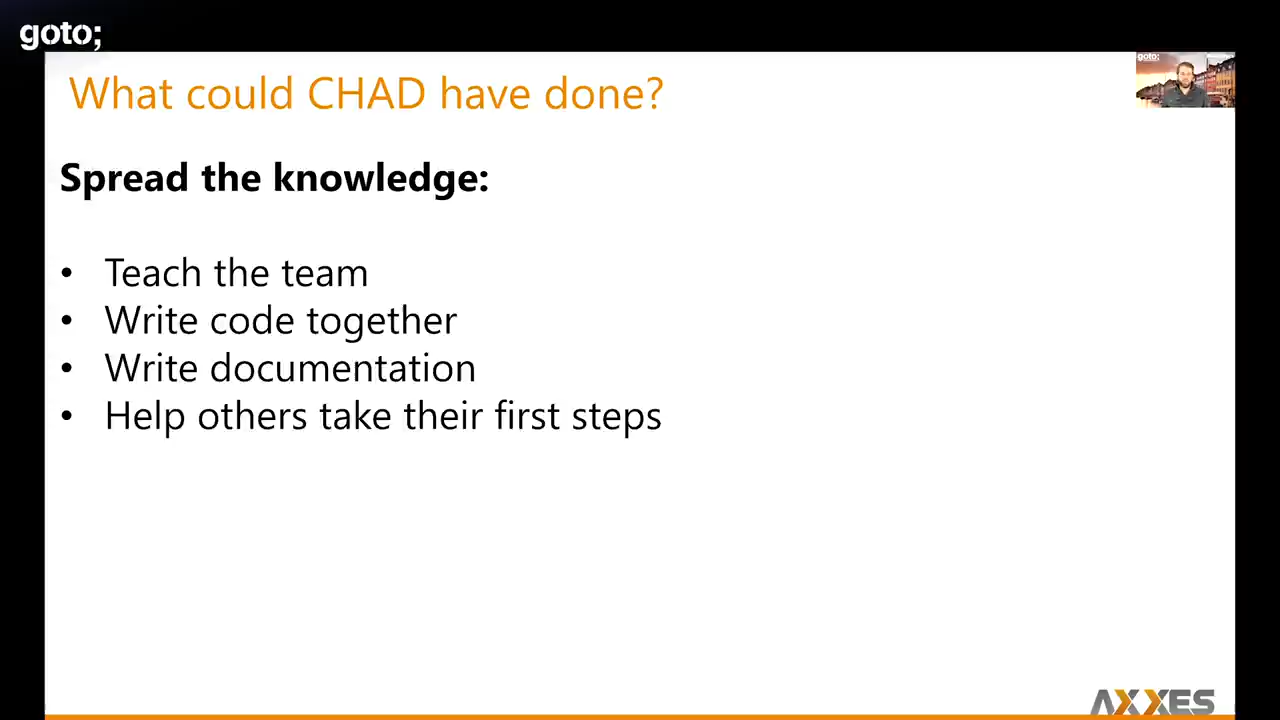 goto;
What could CHAD have done?
goto;
Spread the knowledge:
• Teach the team
• Write code together
• Write documentation
• Help others take their first steps
AXXES